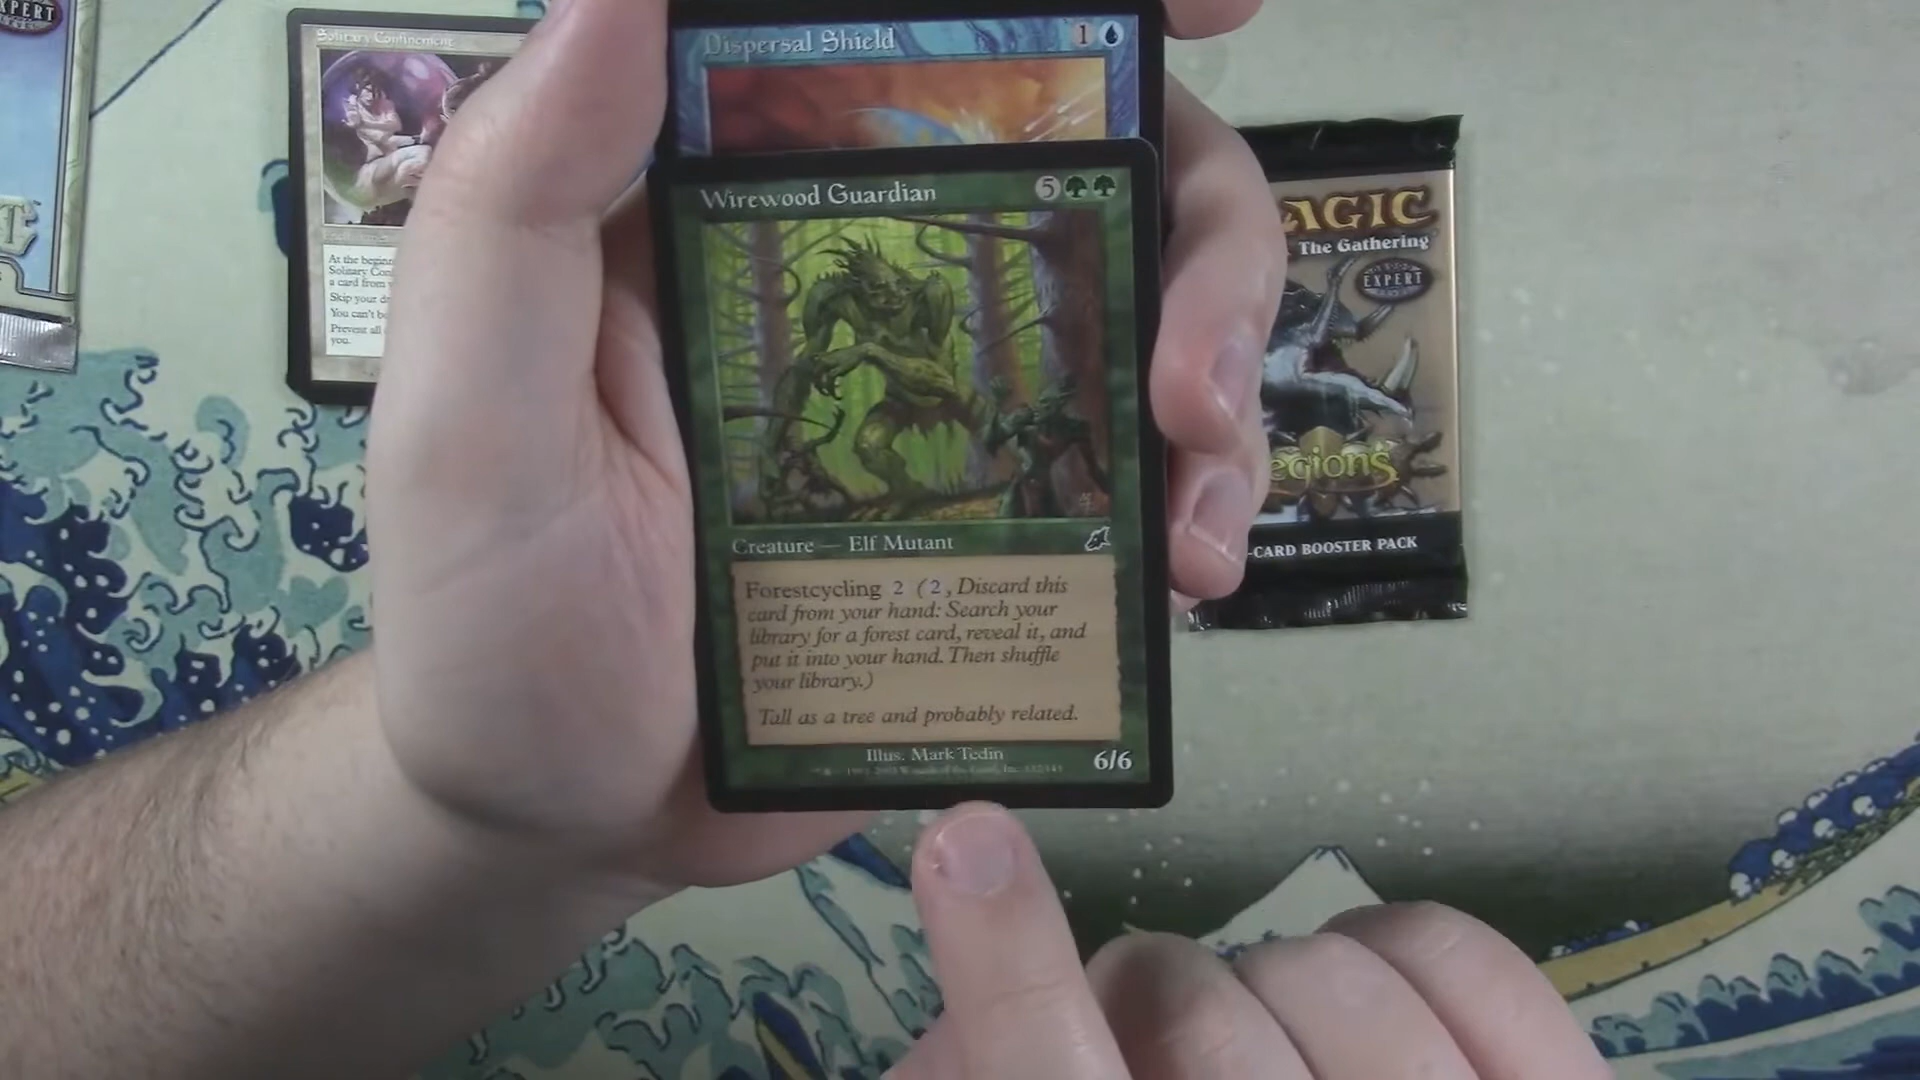 XPERT
Solitary Confinement
At the beginn
Solitary Con
a card from
Skip your dr
You can't be
Prevent all
you.
Dispersal Shield
1
Wirewood Guardian
5
Creature — Elf Mutant
Forestcycling 2 (2, Discard this
card from your hand: Search your
library for a forest card, reveal it, and
put it into your hand. Then shuffle
your library.)
Tall as a tree and probably related.
Illus. Mark Tedin
6/6
AGIC
The Gathering
EXPERT
egions
-CARD BOOSTER PACK